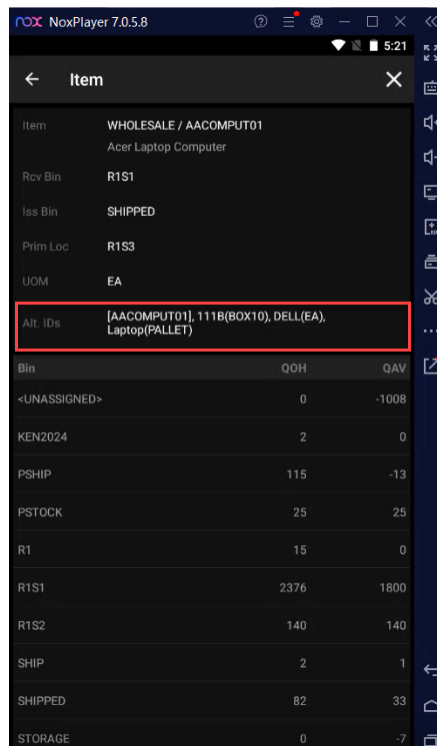 nox NoxPlayer 7.0.5.8
5:21
Item
Item WHOLESALE / AACOMPUT01
Acer Laptop Computer
Rcv Bin R1S1
Iss Bin SHIPPED
Prim Loc R1S3
UOM EA
Alt. IDs [AACOMPUT01], 111B(BOX10), DELL(EA),
Laptop(PALLET)
Bin QOH QAV
<UNASSIGNED> 0 -1008
KEN2024 2 0
PSHIP 115 -13
PSTOCK 25 25
R1 15 0
R1S1 2376 1800
R1S2 140 140
SHIP 2 1
SHIPPED 82 33
STORAGE 0 -7